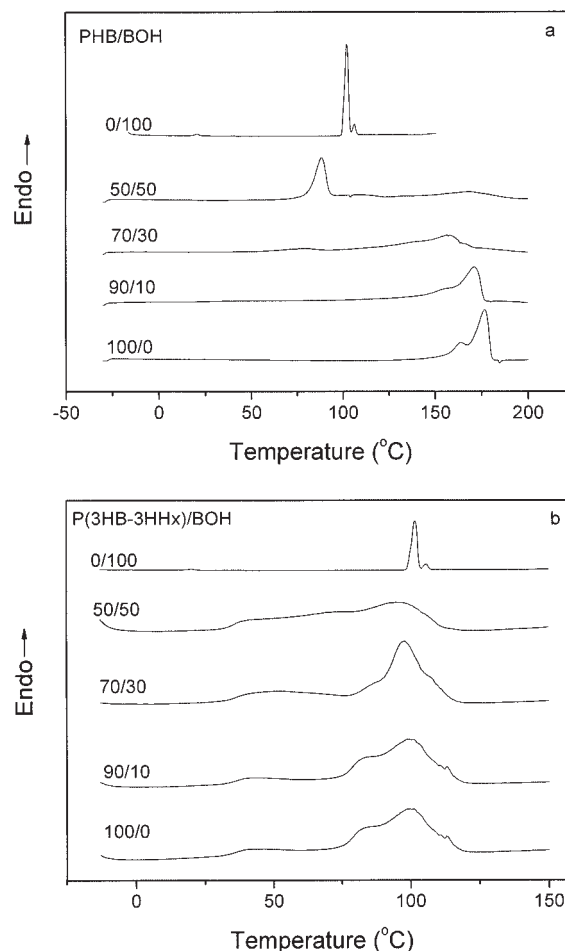 PHB/BOH
a
0/100
50/50
70/30
90/10
100/0
Endo →
-50 0 50 100 150 200
Temperature (°C)
P(3HB-3HHx)/BOH
b
0/100
50/50
70/30
90/10
100/0
Endo →
0 50 100 150
Temperature (°C)